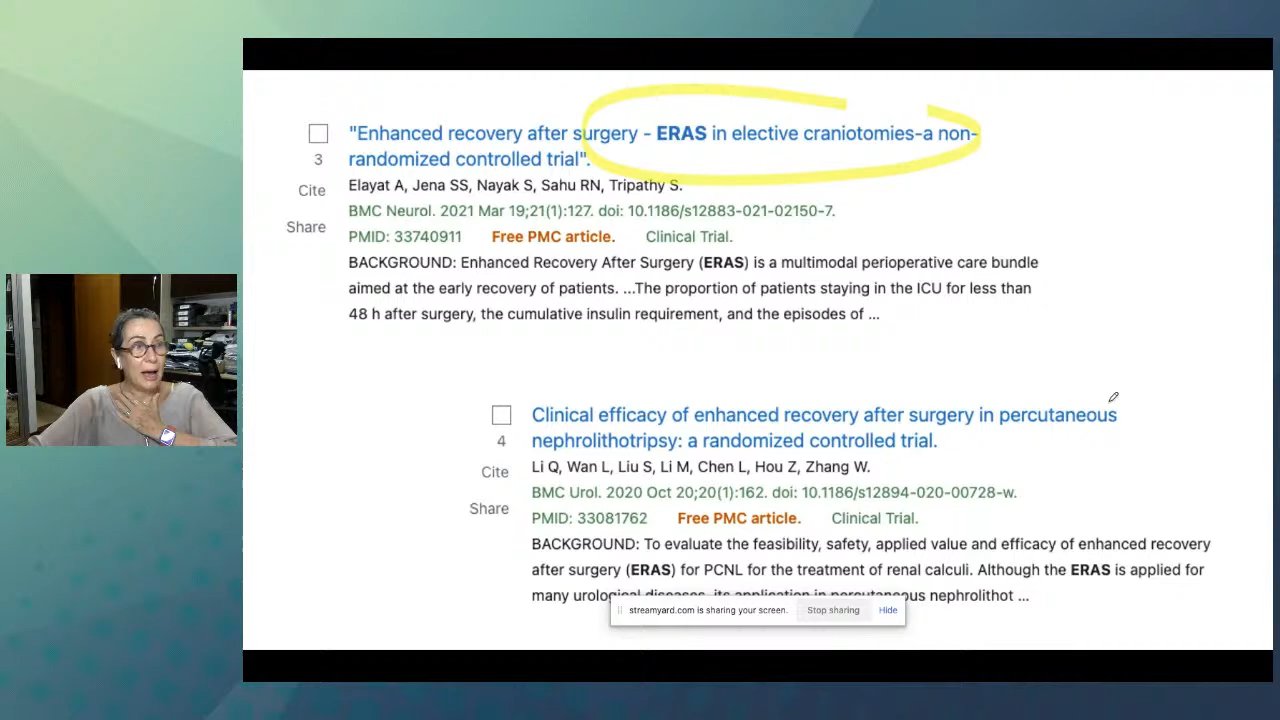 "Enhanced recovery after surgery - ERAS in elective craniotomies-a non-
randomized controlled trial".
3
Cite
Share
Elayat A, Jena SS, Nayak S, Sahu RN, Tripathy S.
BMC Neurol. 2021 Mar 19;21(1):127. doi: 10.1186/s12883-021-02150-7.
PMID: 33740911 Free PMC article. Clinical Trial.
BACKGROUND: Enhanced Recovery After Surgery (ERAS) is a multimodal perioperative care bundle
aimed at the early recovery of patients. ...The proportion of patients staying in the ICU for less than
48 h after surgery, the cumulative insulin requirement, and the episodes of ...
Clinical efficacy of enhanced recovery after surgery in percutaneous
nephrolithotripsy: a randomized controlled trial.
4
Cite
Share
Li Q, Wan L, Liu S, Li M, Chen L, Hou Z, Zhang W.
BMC Urol. 2020 Oct 20;20(1):162. doi: 10.1186/s12894-020-00728-w.
PMID: 33081762 Free PMC article. Clinical Trial.
BACKGROUND: To evaluate the feasibility, safety, applied value and efficacy of enhanced recovery
after surgery (ERAS) for PCNL for the treatment of renal calculi. Although the ERAS is applied for
many urological diseases, its application in percutaneous nephrolithot ...
streamyard.com is sharing your screen. Stop sharing Hide